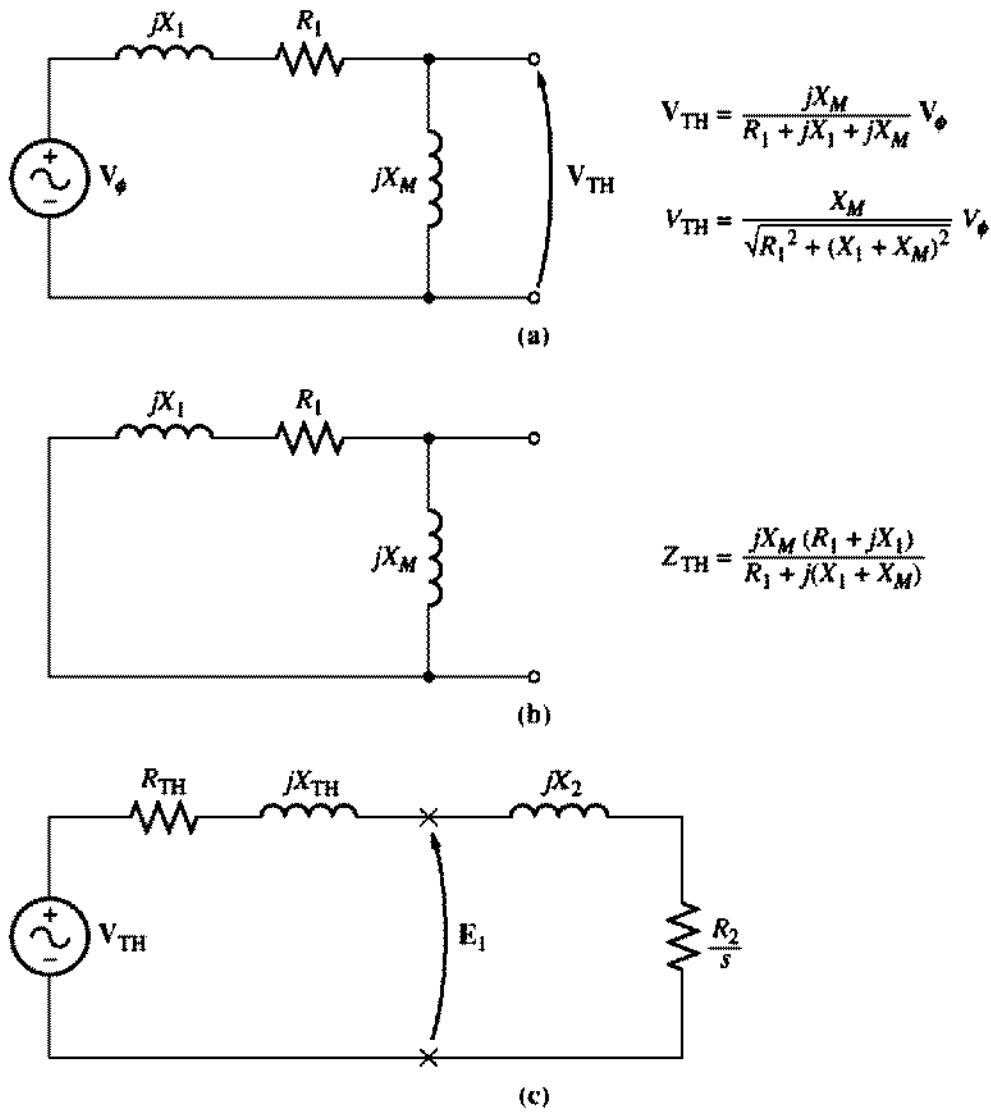 jX₁ R₁
+
V_ϕ
−
jX_M
V_TH
V_TH = jX_M / (R₁ + jX₁ + jX_M) V_ϕ
V_TH = X_M / √(R₁² + (X₁ + X_M)²) V_ϕ
(a)
jX₁ R₁
jX_M
Z_TH = jX_M (R₁ + jX₁) / (R₁ + j(X₁ + X_M))
(b)
R_TH jX_TH jX₂
+
V_TH
−
E₁
R₂ / s
(c)